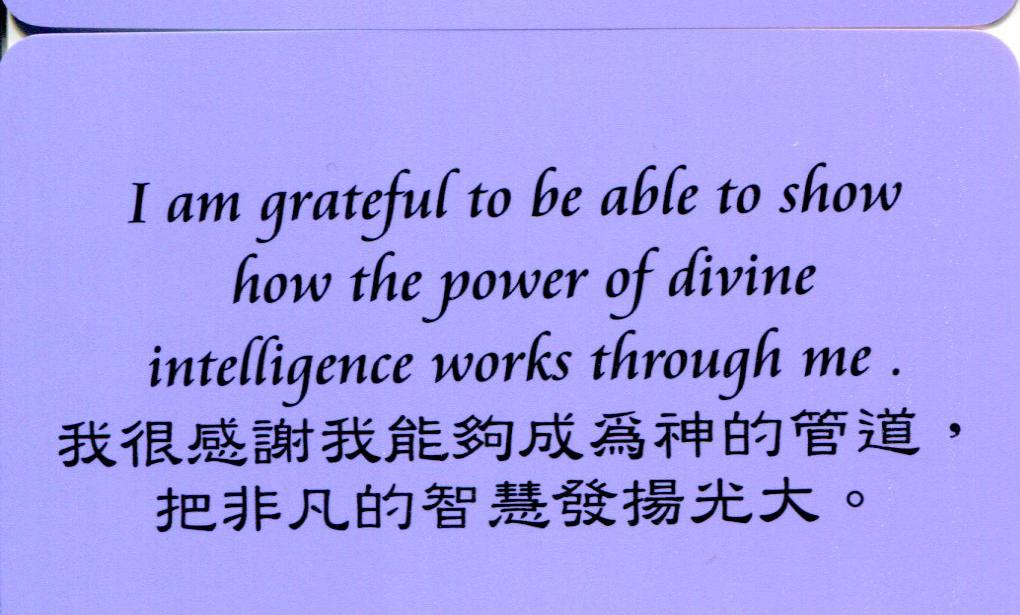 I am grateful to be able to show
how the power of divine
intelligence works through me .
我很感謝我能夠成爲神的管道，
把非凡的智慧發揚光大。